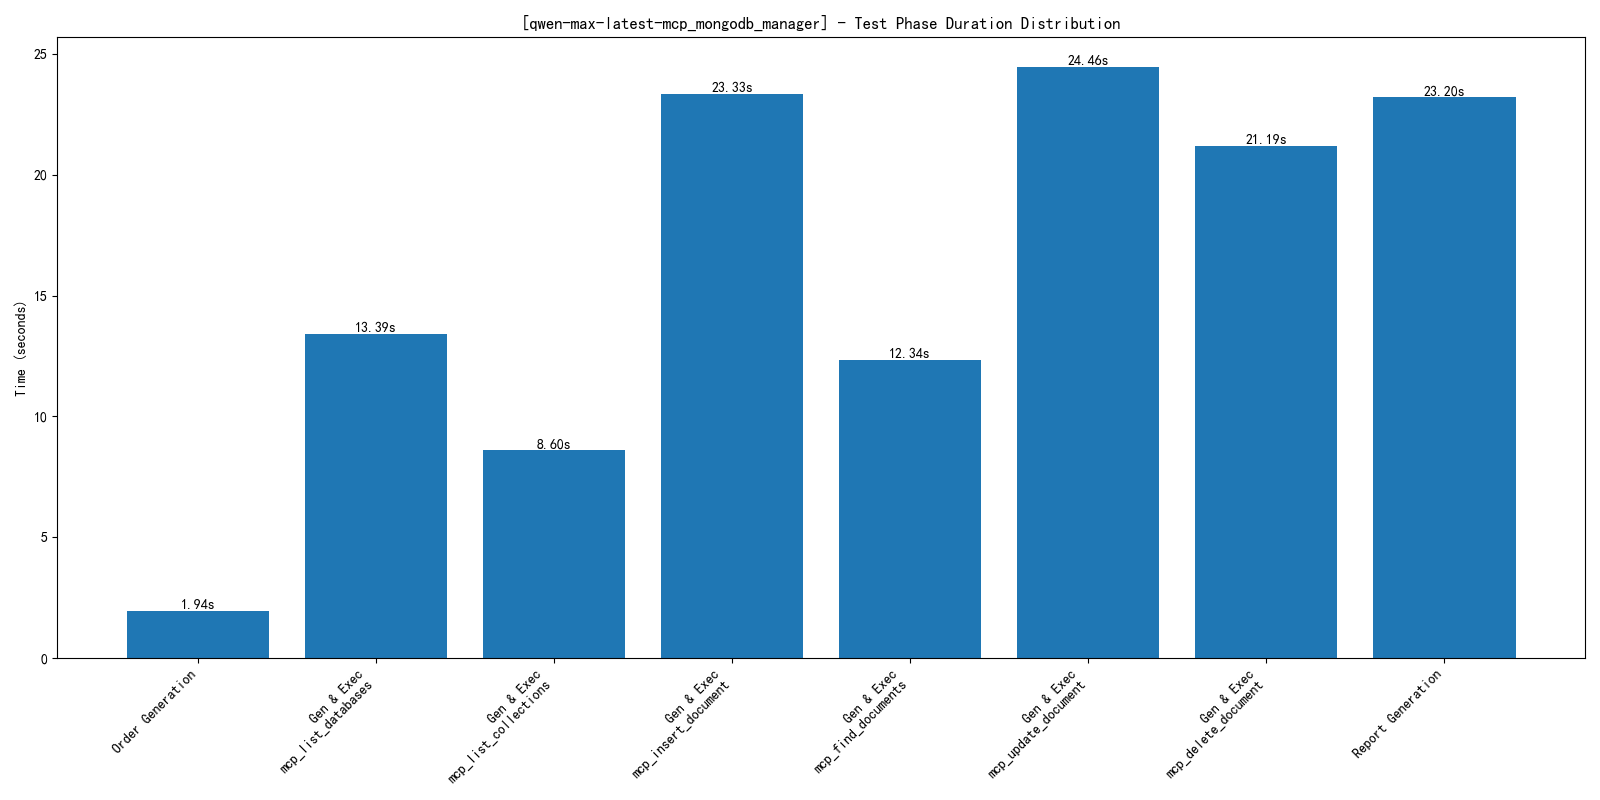 [qwen-max-latest-mcp_mongodb_manager] - Test Phase Duration Distribution
Time (seconds)
25
20
15
10
5
0
1.94s
13.39s
8.60s
23.33s
12.34s
24.46s
21.19s
23.20s
Order Generation
Gen & Exec
mcp_list_databases
Gen & Exec
mcp_list_collections
Gen & Exec
mcp_insert_document
Gen & Exec
mcp_find_documents
Gen & Exec
mcp_update_document
Gen & Exec
mcp_delete_document
Report Generation